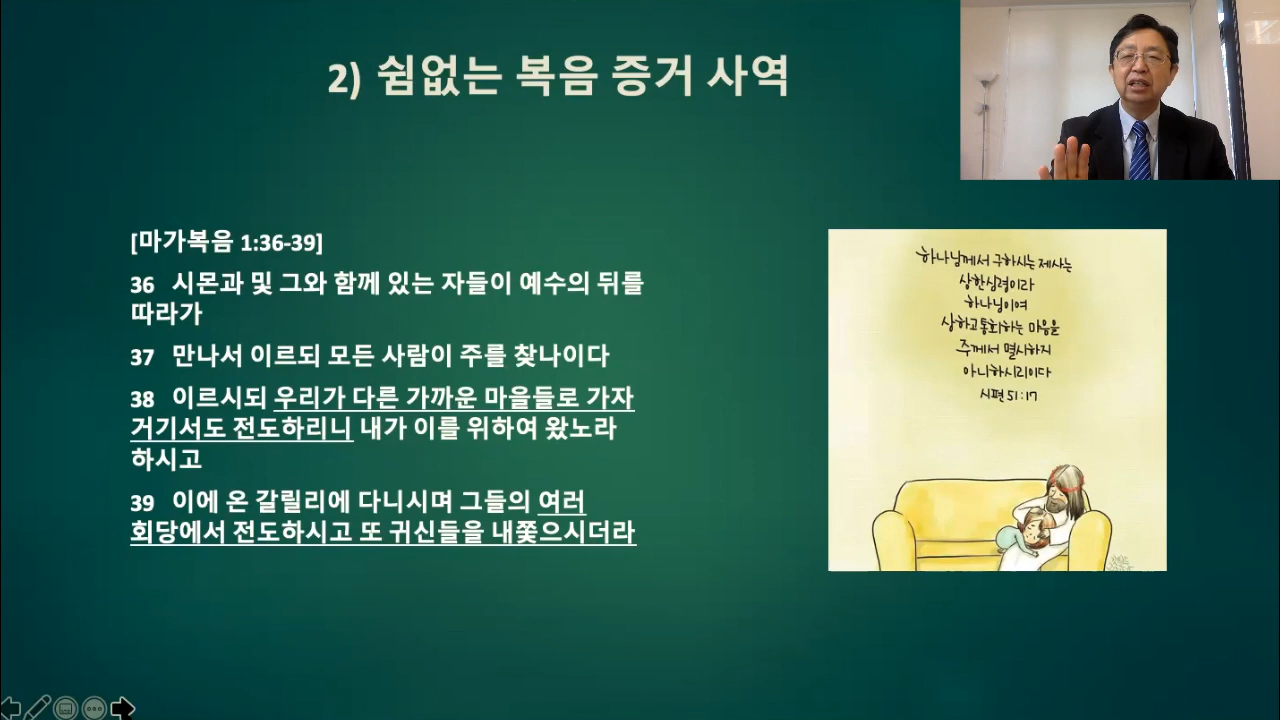 2) 쉼없는 복음 증거 사역
[마가복음 1:36-39]
36 시몬과 및 그와 함께 있는 자들이 예수의 뒤를
따라가
37 만나서 이르되 모든 사람이 주를 찾나이다
38 이르시되 우리가 다른 가까운 마을들로 가자
거기서도 전도하리니 내가 이를 위하여 왔노라
하시고
39 이에 온 갈릴리에 다니시며 그들의 여러
회당에서 전도하시고 또 귀신들을 내쫓으시더라
하나님께서 구하시는 제사는
상한심령이라
하나님이여
상하고통회하는 마음을
주께서 멸시하지
아니하시리이다
시편 51:17